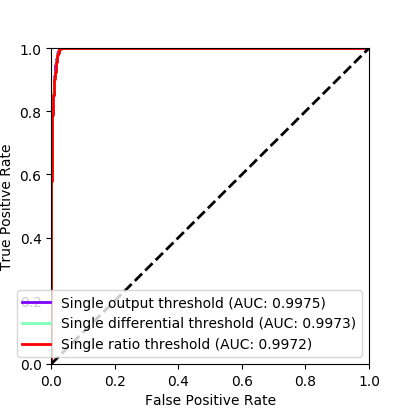 1.0
0.8
0.6
0.4
0.2
0.0
True Positive Rate
Single output threshold (AUC: 0.9975)
Single differential threshold (AUC: 0.9973)
Single ratio threshold (AUC: 0.9972)
0.0 0.2 0.4 0.6 0.8 1.0
False Positive Rate